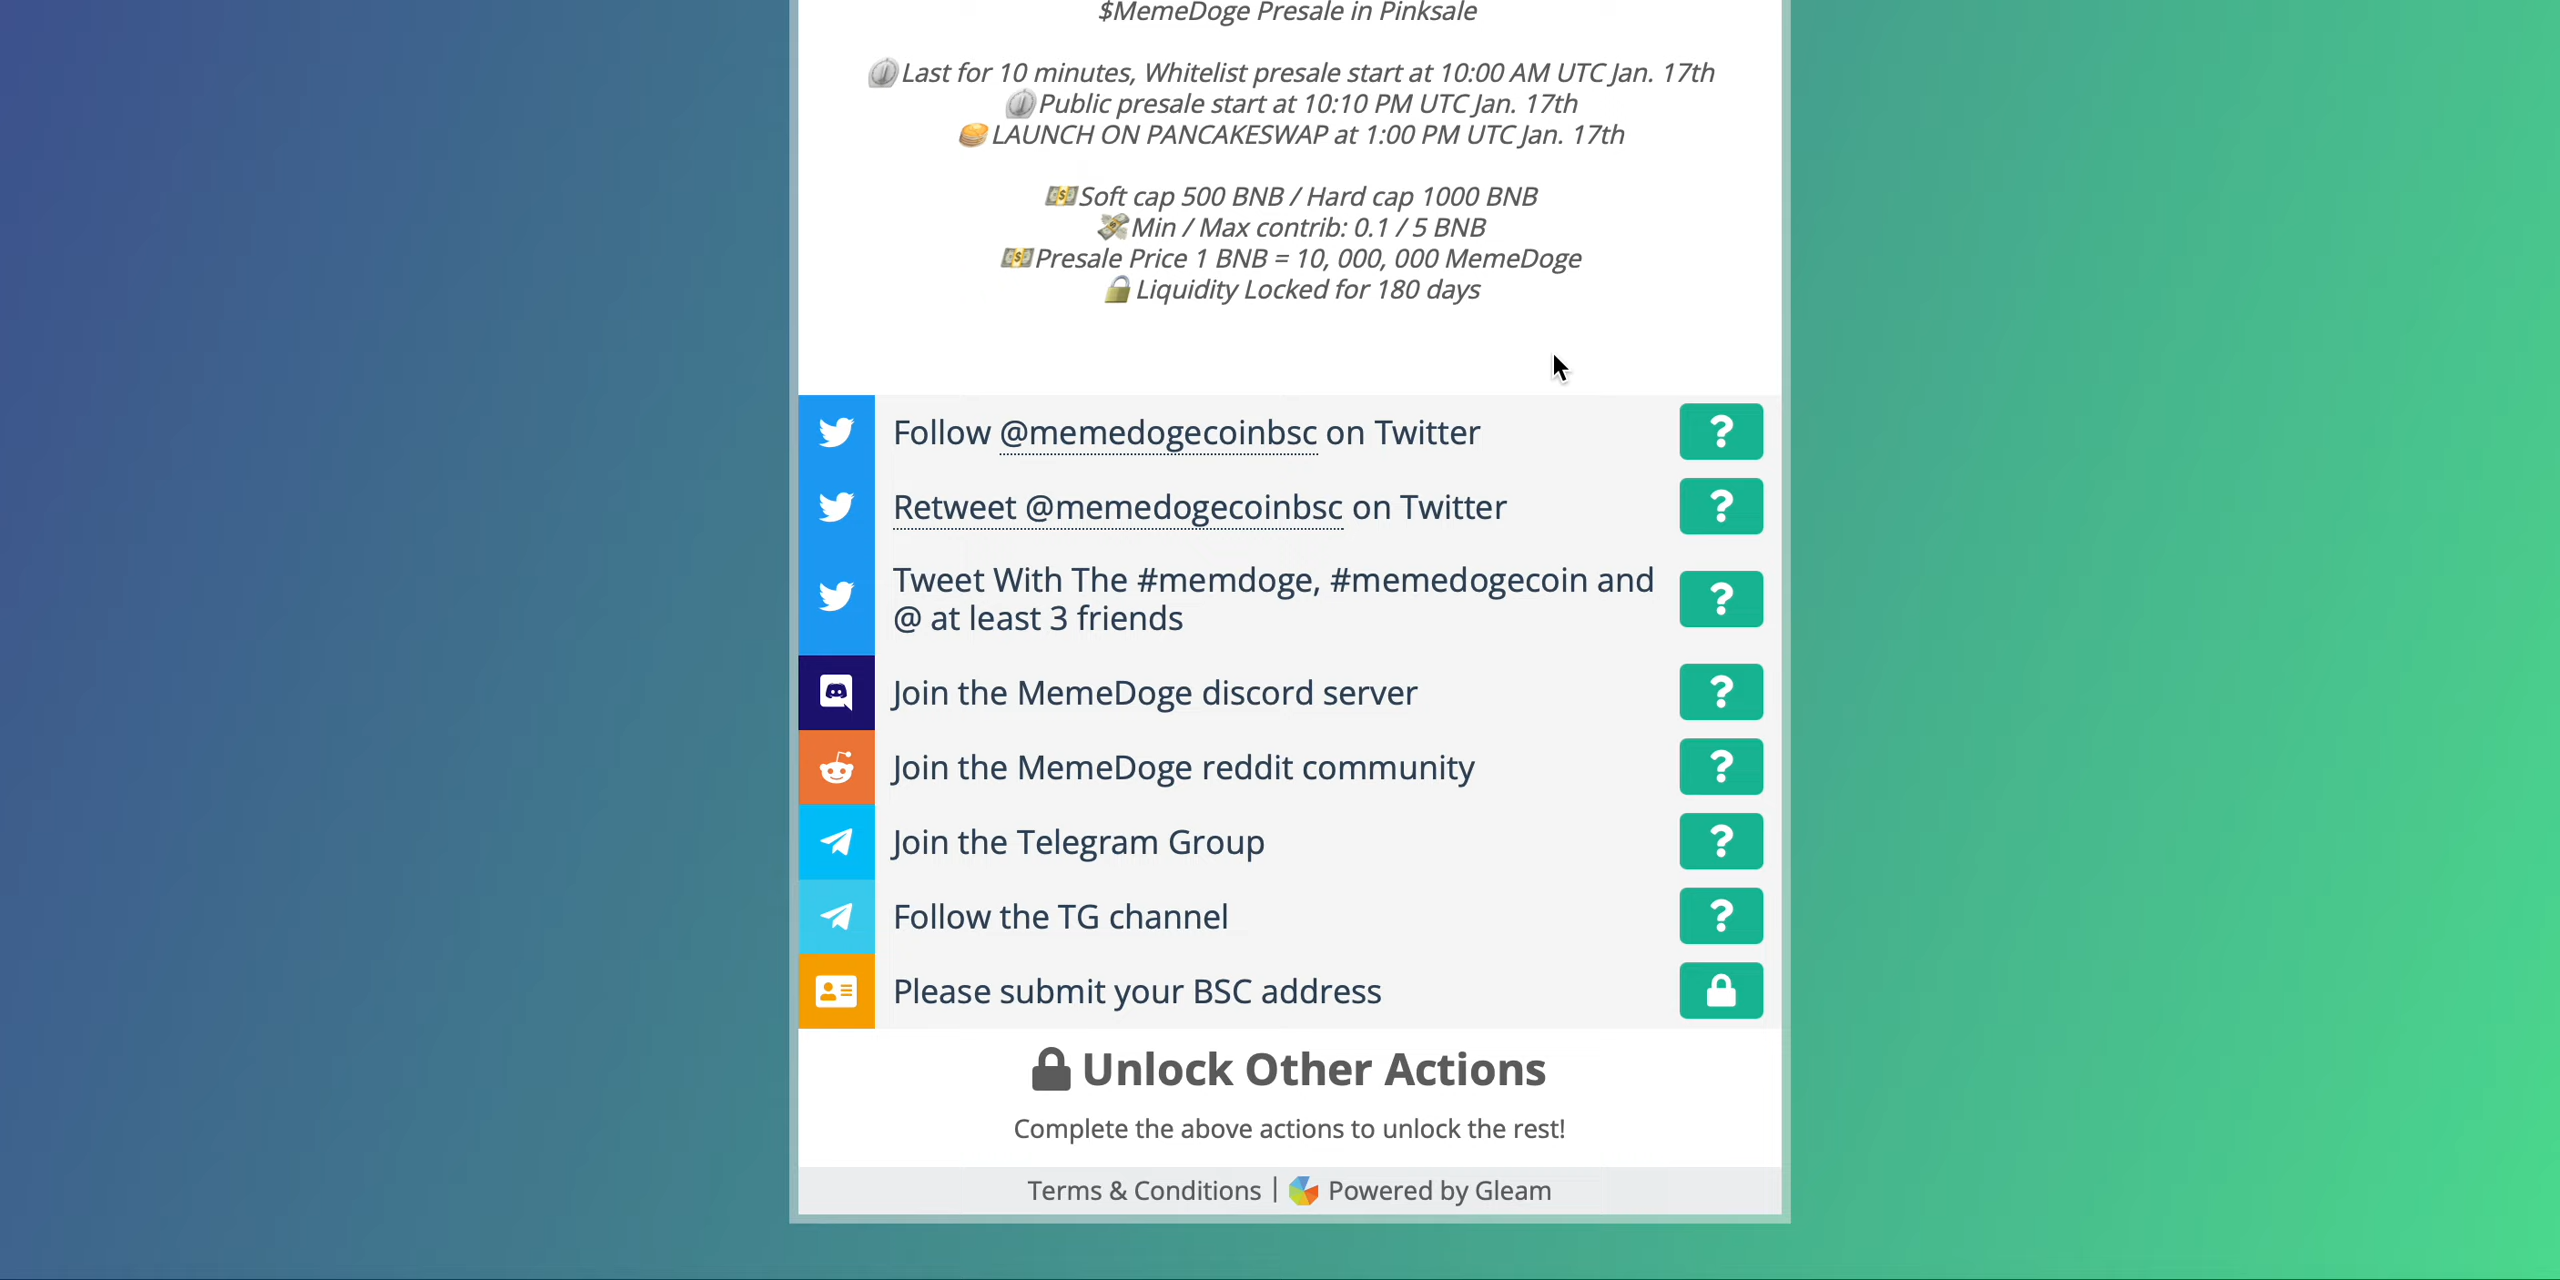 $MemeDoge Presale in Pinksale
Last for 10 minutes, Whitelist presale start at 10:00 AM UTC Jan. 17th
Public presale start at 10:10 PM UTC Jan. 17th
LAUNCH ON PANCAKESWAP at 1:00 PM UTC Jan. 17th
Soft cap 500 BNB / Hard cap 1000 BNB
Min / Max contrib: 0.1 / 5 BNB
Presale Price 1 BNB = 10, 000, 000 MemeDoge
Liquidity Locked for 180 days
Follow @memedogecoinbsc on Twitter
Retweet @memedogecoinbsc on Twitter
Tweet With The #memdoge, #memedogecoin and
@ at least 3 friends
Join the MemeDoge discord server
Join the MemeDoge reddit community
Join the Telegram Group
Follow the TG channel
Please submit your BSC address
Unlock Other Actions
Complete the above actions to unlock the rest!
Terms & Conditions | Powered by Gleam